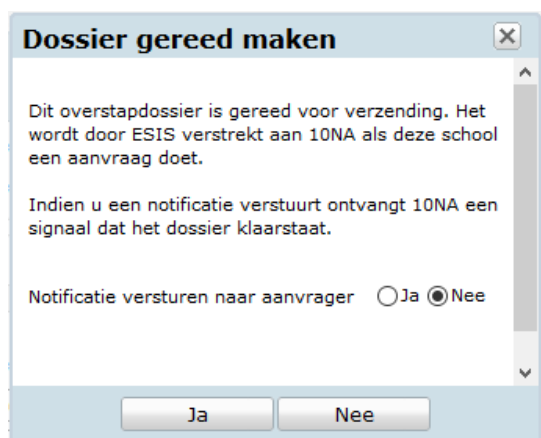 Dossier gereed maken
Dit overstapdossier is gereed voor verzending. Het
wordt door ESIS verstrekt aan 10NA als deze school
een aanvraag doet.
Indien u een notificatie verstuurt ontvangt 10NA een
signaal dat het dossier klaarstaat.
Notificatie versturen naar aanvrager Ja Nee
Ja Nee